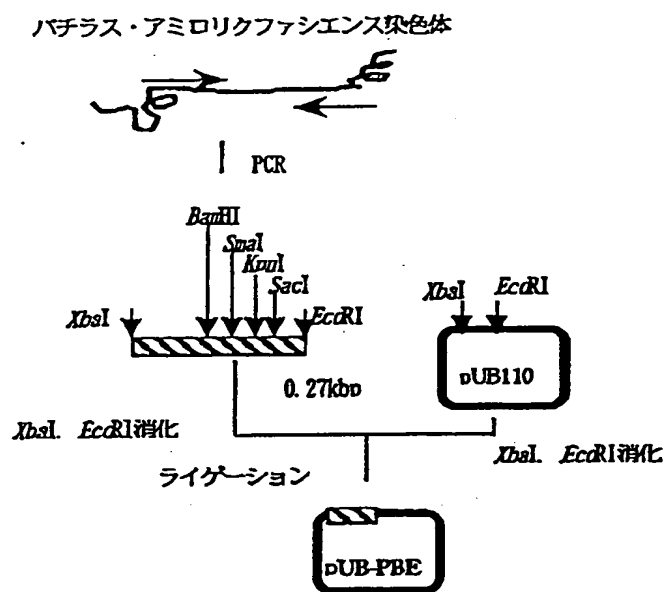 バチラス・アミロリクファシエンス染色体
PCR
BamHI
SmaI
KpnI
SacI
XbaI
EcoRI
XbaI
EcoRI
pUB110
0.27kbp
XbaI. EcoRI消化
XbaI. EcoRI消化
ライゲーション
pUB-PBE